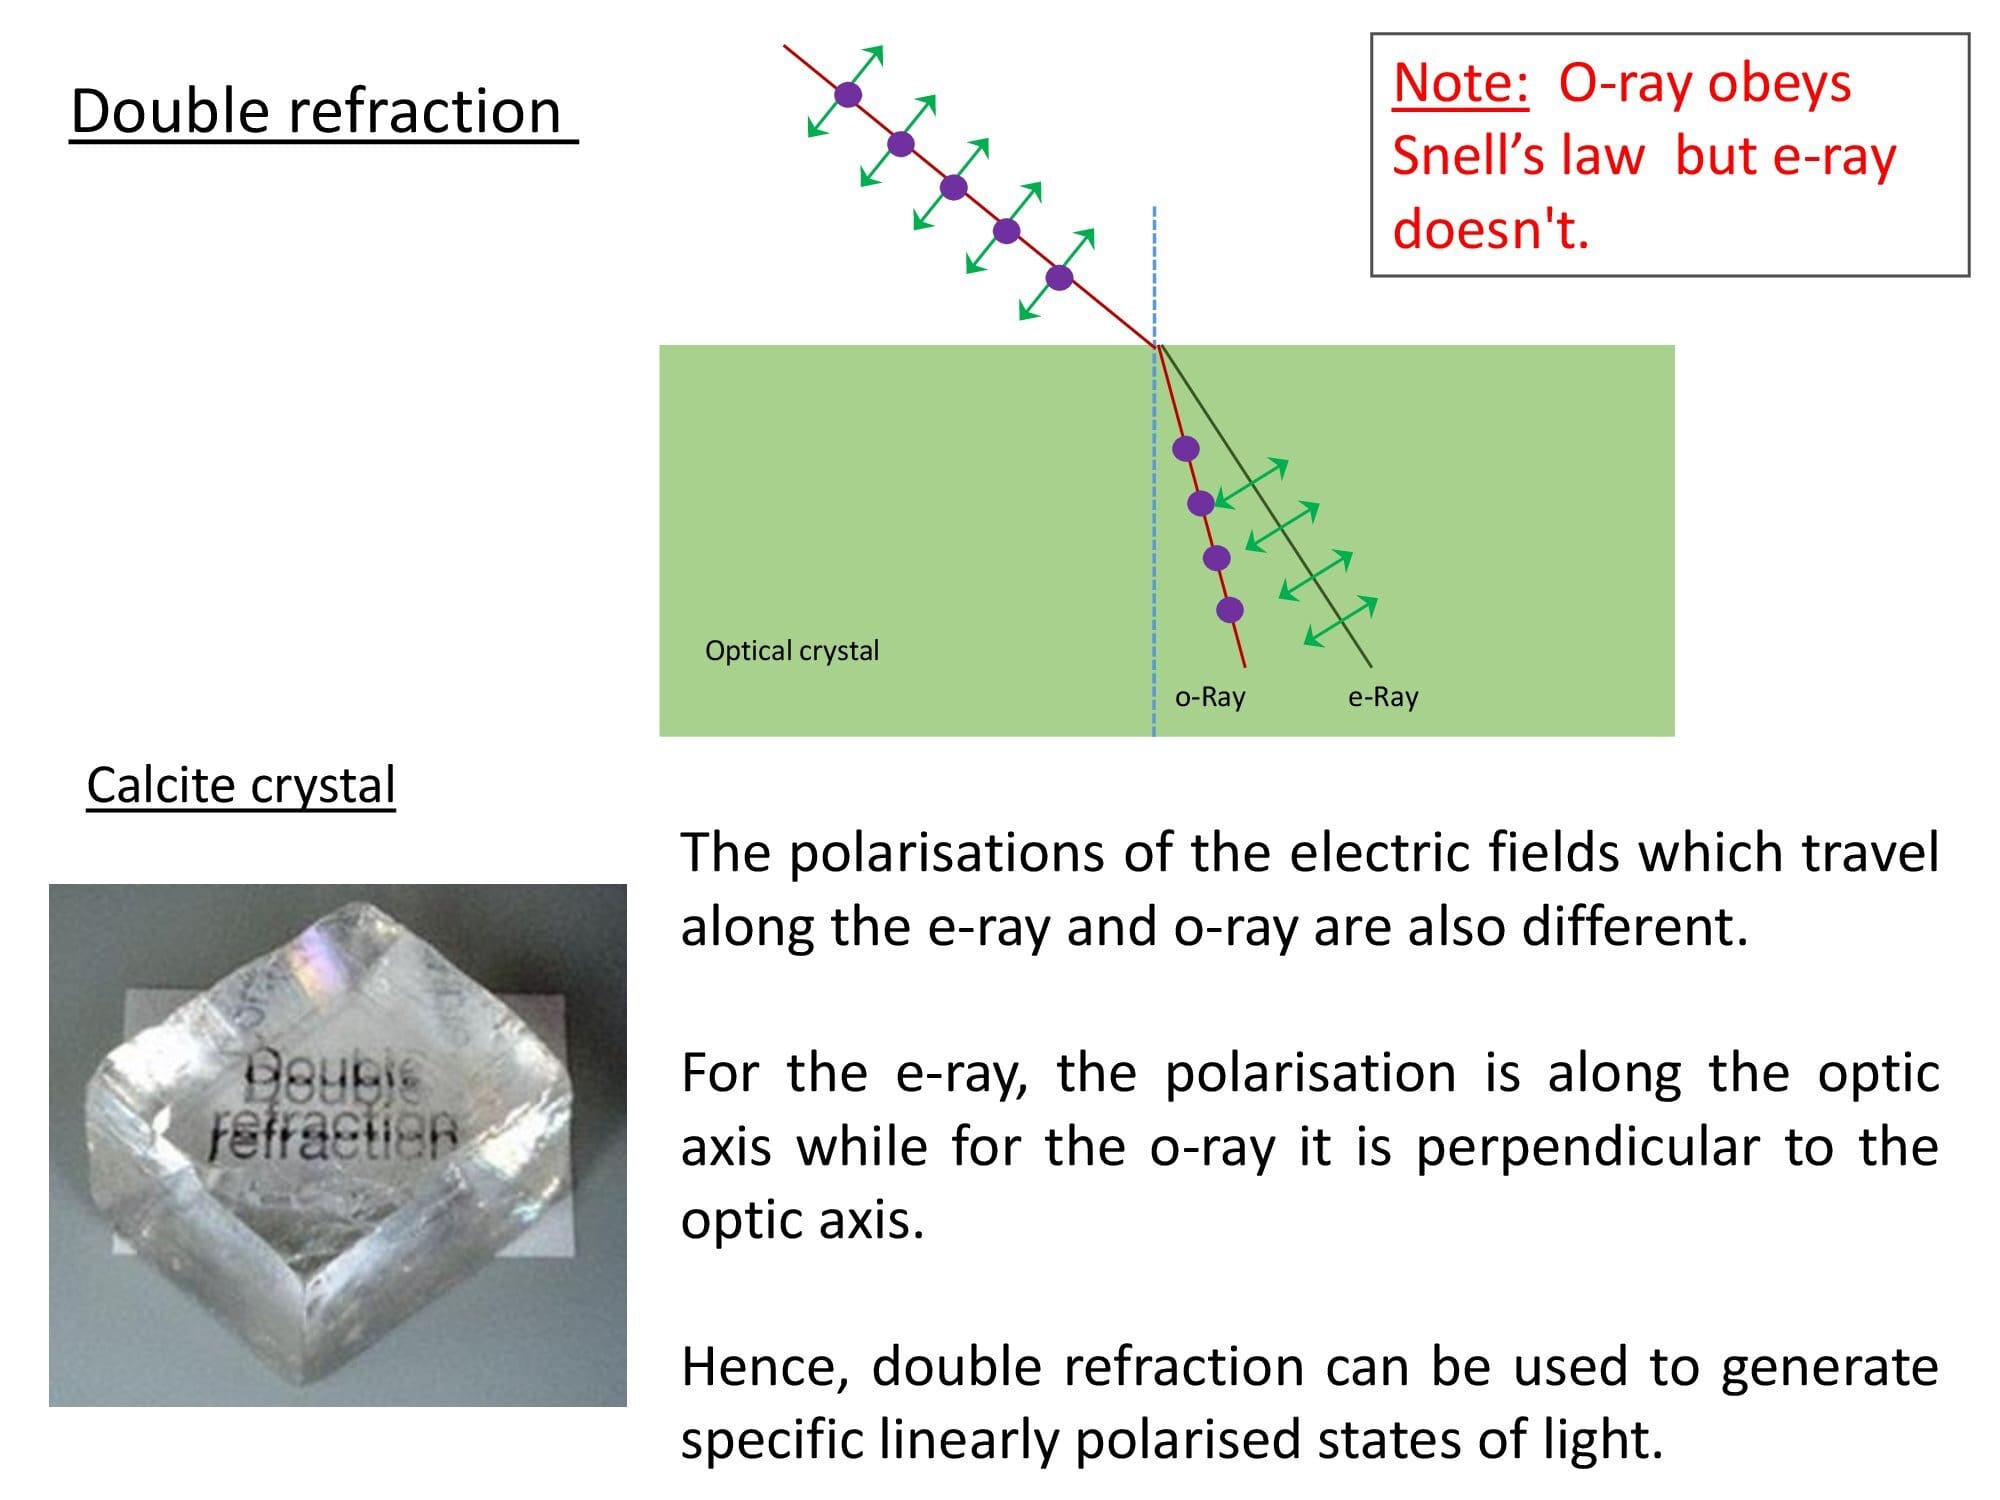 Double refraction
Note: O-ray obeys
Snell’s law but e-ray
doesn't.
Optical crystal
o-Ray
e-Ray
Calcite crystal
Double
refraction
The polarisations of the electric fields which travel
along the e-ray and o-ray are also different.
For the e-ray, the polarisation is along the optic
axis while for the o-ray it is perpendicular to the
optic axis.
Hence, double refraction can be used to generate
specific linearly polarised states of light.